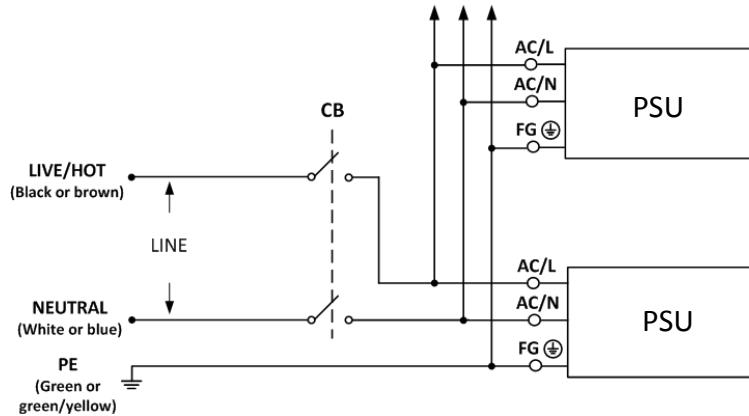 AC/L
AC/N
PSU
FG
CB
LIVE/HOT
(Black or brown)
LINE
NEUTRAL
(White or blue)
PE
(Green or
green/yellow)
AC/L
AC/N
PSU
FG